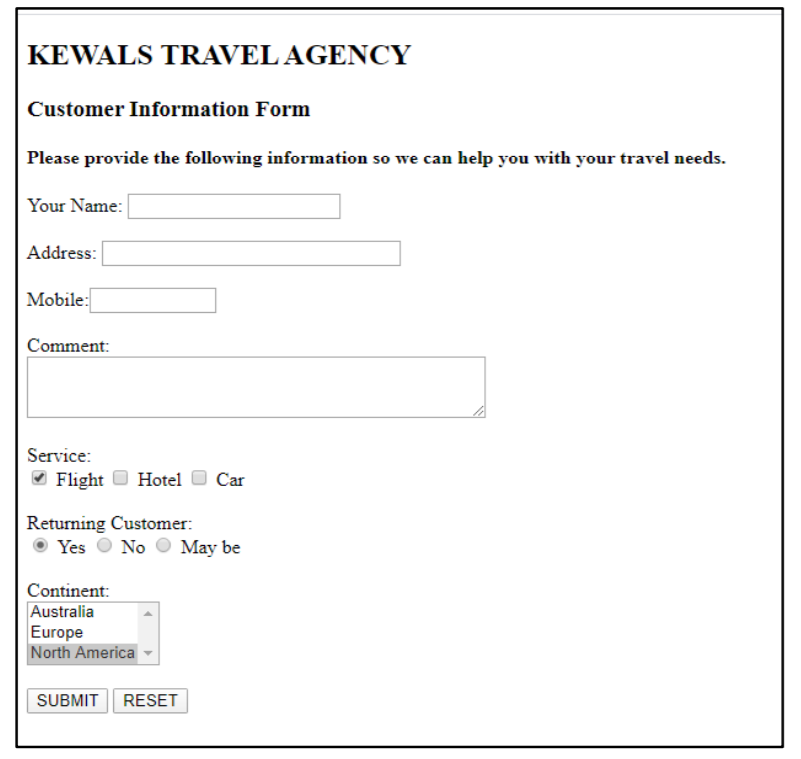 KEWALS TRAVEL AGENCY
Customer Information Form
Please provide the following information so we can help you with your travel needs.
Your Name:
Address:
Mobile:
Comment:
Service:
Flight Hotel Car
Returning Customer:
Yes No May be
Continent:
Australia
Europe
North America
SUBMIT RESET